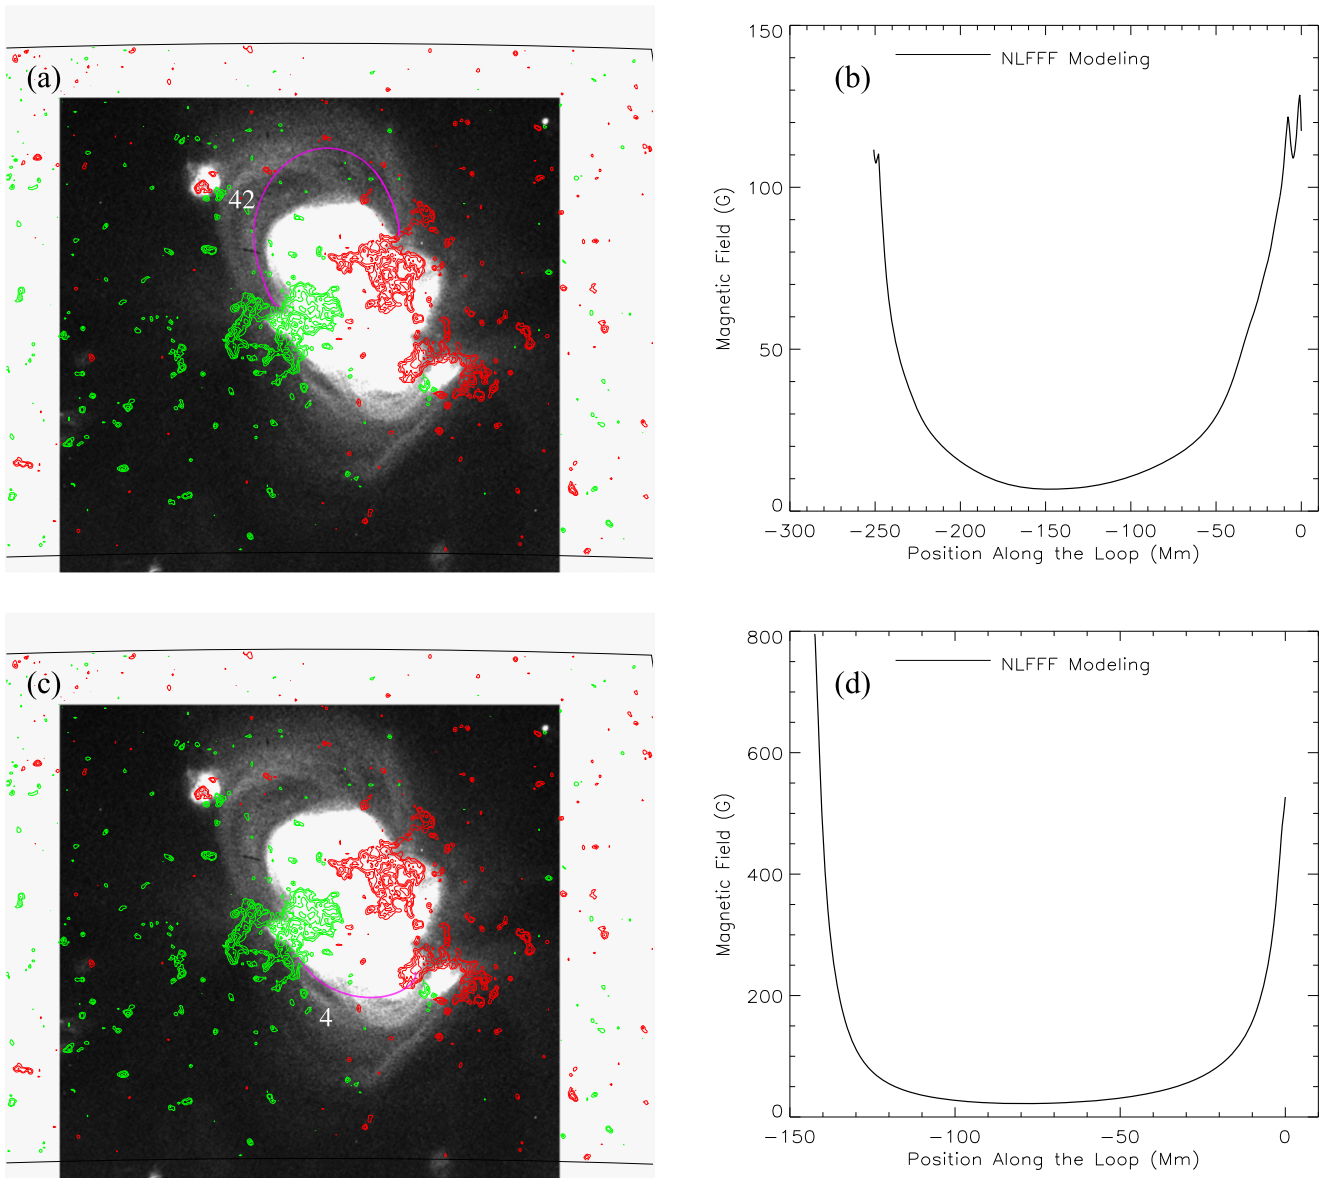 (a)
42
(b)
NLFFF Modeling
150
100
50
0
Magnetic Field (G)
-300 -250 -200 -150 -100 -50 0
Position Along the Loop (Mm)
(c)
4
(d)
NLFFF Modeling
800
600
400
200
0
Magnetic Field (G)
-150 -100 -50 0
Position Along the Loop (Mm)